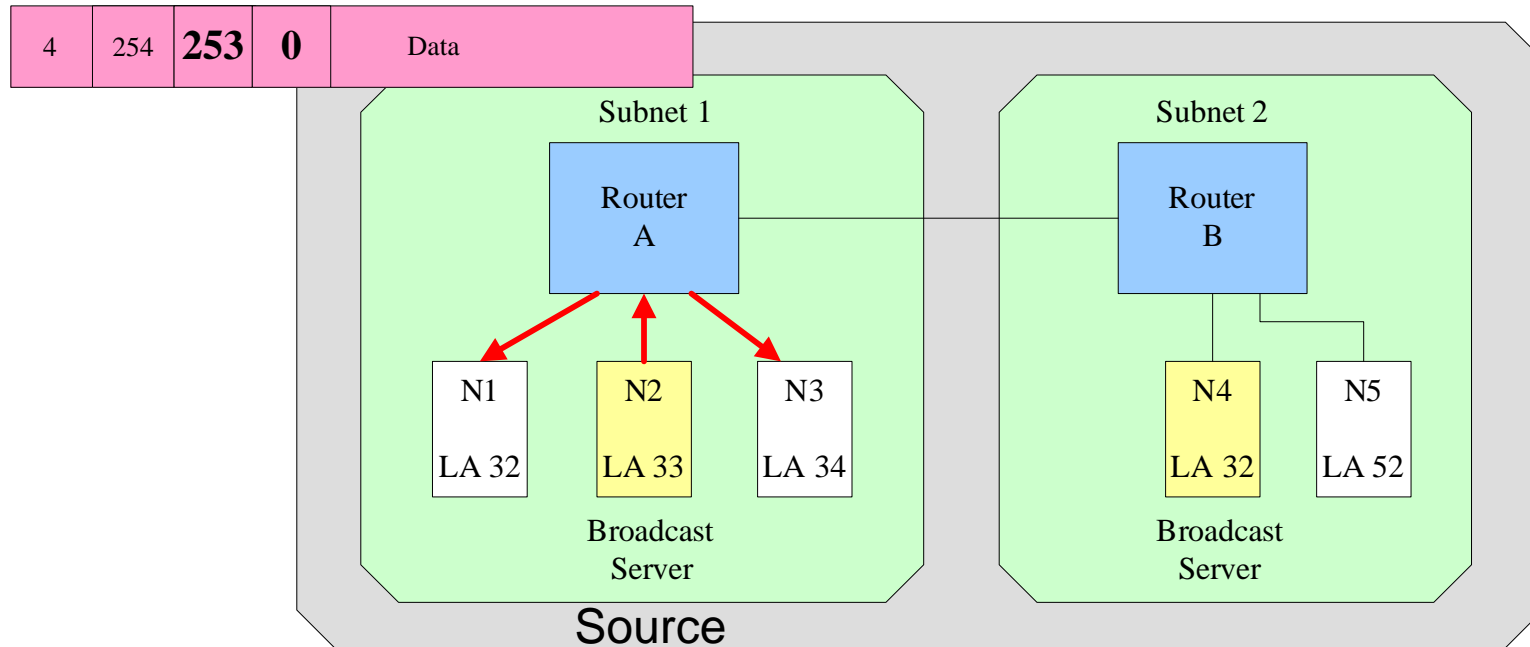 4 254 253 0 Data
Subnet 1
Subnet 2
Router
A
Router
B
N1
N2
N3
N4
N5
LA 32
LA 33
LA 34
LA 32
LA 52
Broadcast
Server
Broadcast
Server
Source